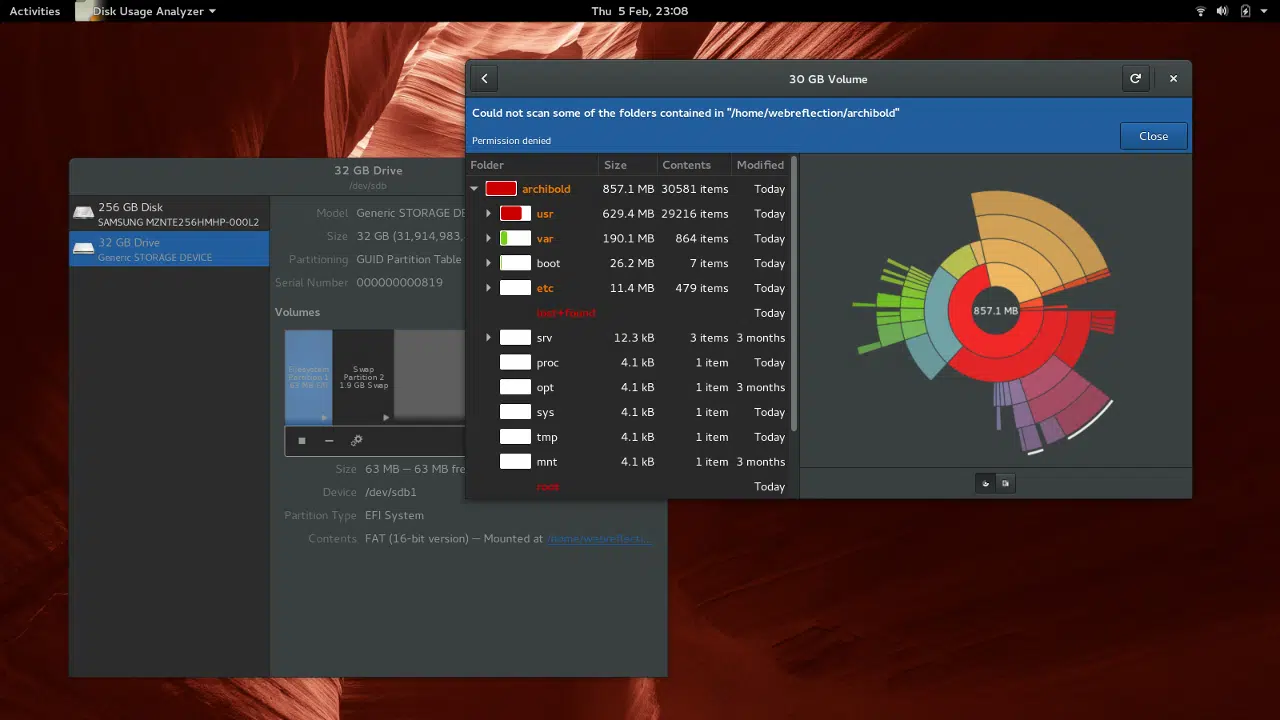 Activities
Disk Usage Analyzer
Thu 5 Feb, 23:08
30 GB Volume
Could not scan some of the folders contained in "/home/webreflection/archibold"
Permission denied
Close
Folder Size Contents Modified
archibold 857.1 MB 30581 items Today
usr 629.4 MB 29216 items Today
var 190.1 MB 864 items Today
boot 26.2 MB 7 items Today
etc 11.4 MB 479 items Today
lost+found Today
srv 12.3 kB 3 items 3 months
proc 4.1 kB 1 item Today
opt 4.1 kB 1 item 3 months
sys 4.1 kB 1 item Today
tmp 4.1 kB 1 item Today
mnt 4.1 kB 1 item 3 months
root Today
857.1 MB
32 GB Drive
/dev/sdb
256 GB Disk
SAMSUNG MZNTE256HMHP-000L2
32 GB Drive
Generic STORAGE DEVICE
Model Generic STORAGE DE
Size 32 GB (31,914,983,
Partitioning GUID Partition Table
Serial Number 000000000819
Volumes
Filesystem
Partition 1
Swap
Partition 2
1.9 GB Swap
Size 63 MB — 63 MB fre
Device /dev/sdb1
Partition Type EFI System
Contents FAT (16-bit version) — Mounted at /home/webreflecti...